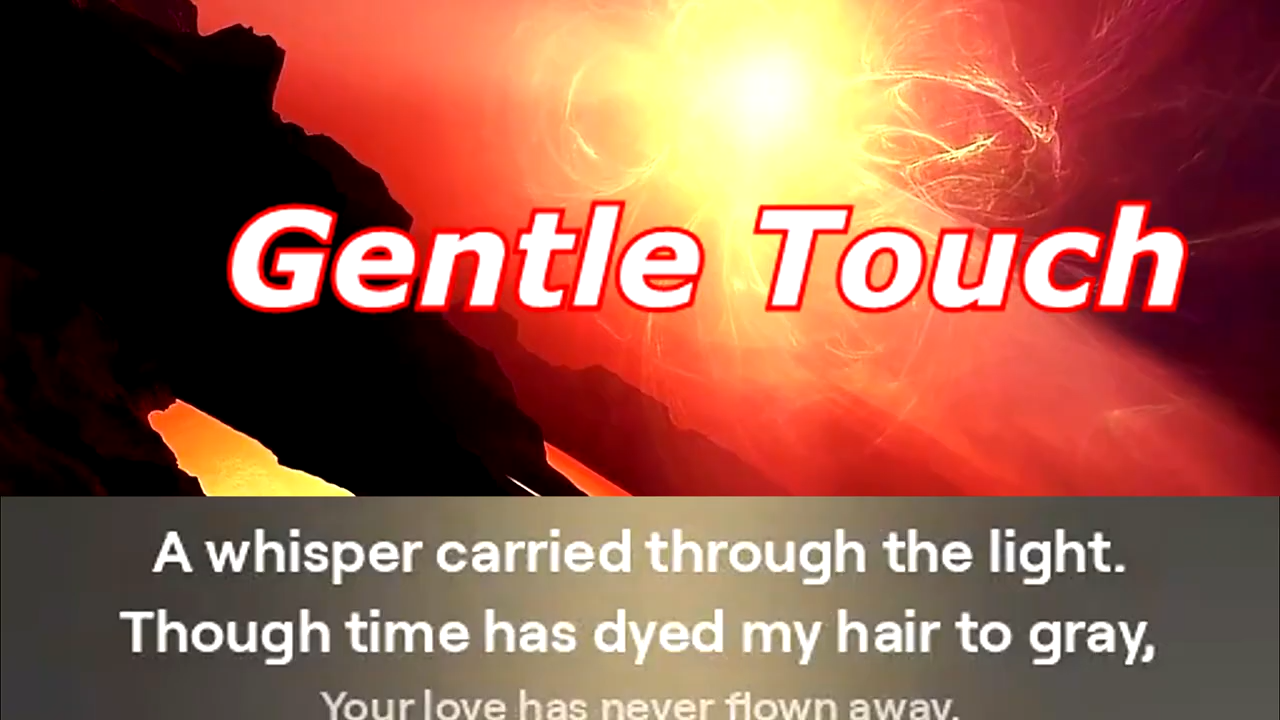 Gentle Touch
A whisper carried through the light.
Though time has dyed my hair to gray,
Your love has never flown away.